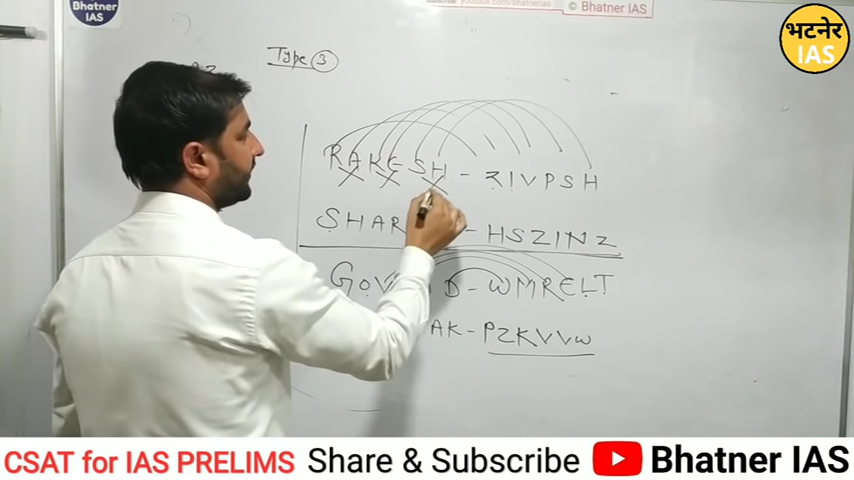 Bhatner
IAS
© Bhatner IAS
भटनेर
IAS
Type 3
RAKESH - ZIVPSH
SHAR - HSZINZ
GOV D - WMRELT
AK - PZKVVW
CSAT for IAS PRELIMS Share & Subscribe Bhatner IAS